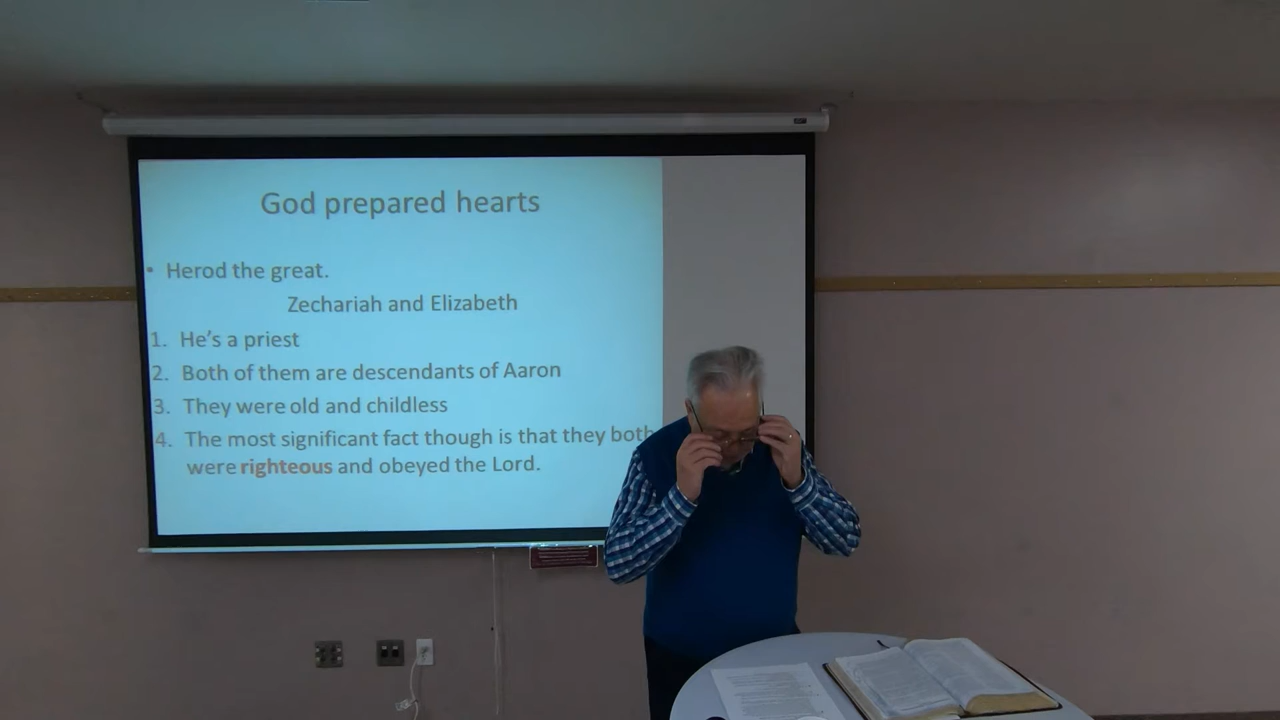 God prepared hearts
• Herod the great.
Zechariah and Elizabeth
1. He's a priest
2. Both of them are descendants of Aaron
3. They were old and childless
4. The most significant fact though is that they both
were righteous and obeyed the Lord.